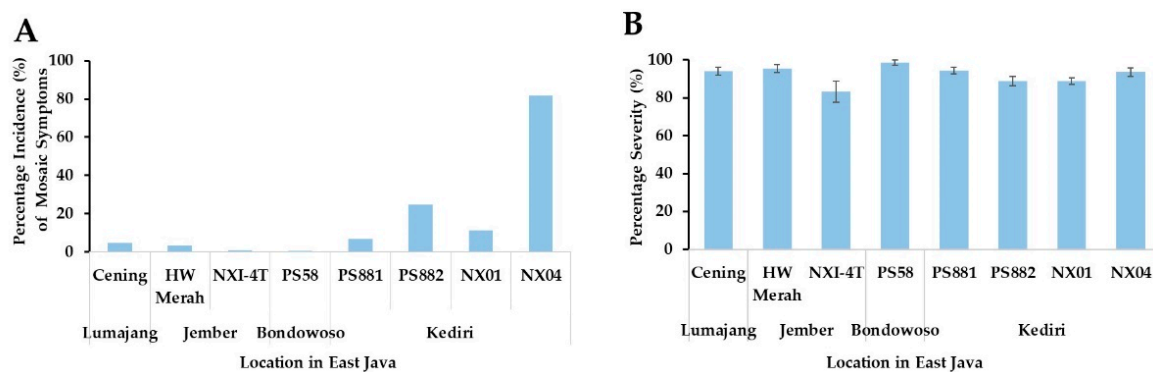 A
Percentage Incidence (%)
of Mosaic Symptoms
100
80
60
40
20
0
Cening HW Merah NXI-4T PS58 PS881 PS882 NX01 NX04
Lumajang Jember Bondowoso Kediri
Location in East Java
B
Percentage Severity (%)
100
80
60
40
20
0
Cening HW Merah NXI-4T PS58 PS881 PS882 NX01 NX04
Lumajang Jember Bondowoso Kediri
Location in East Java